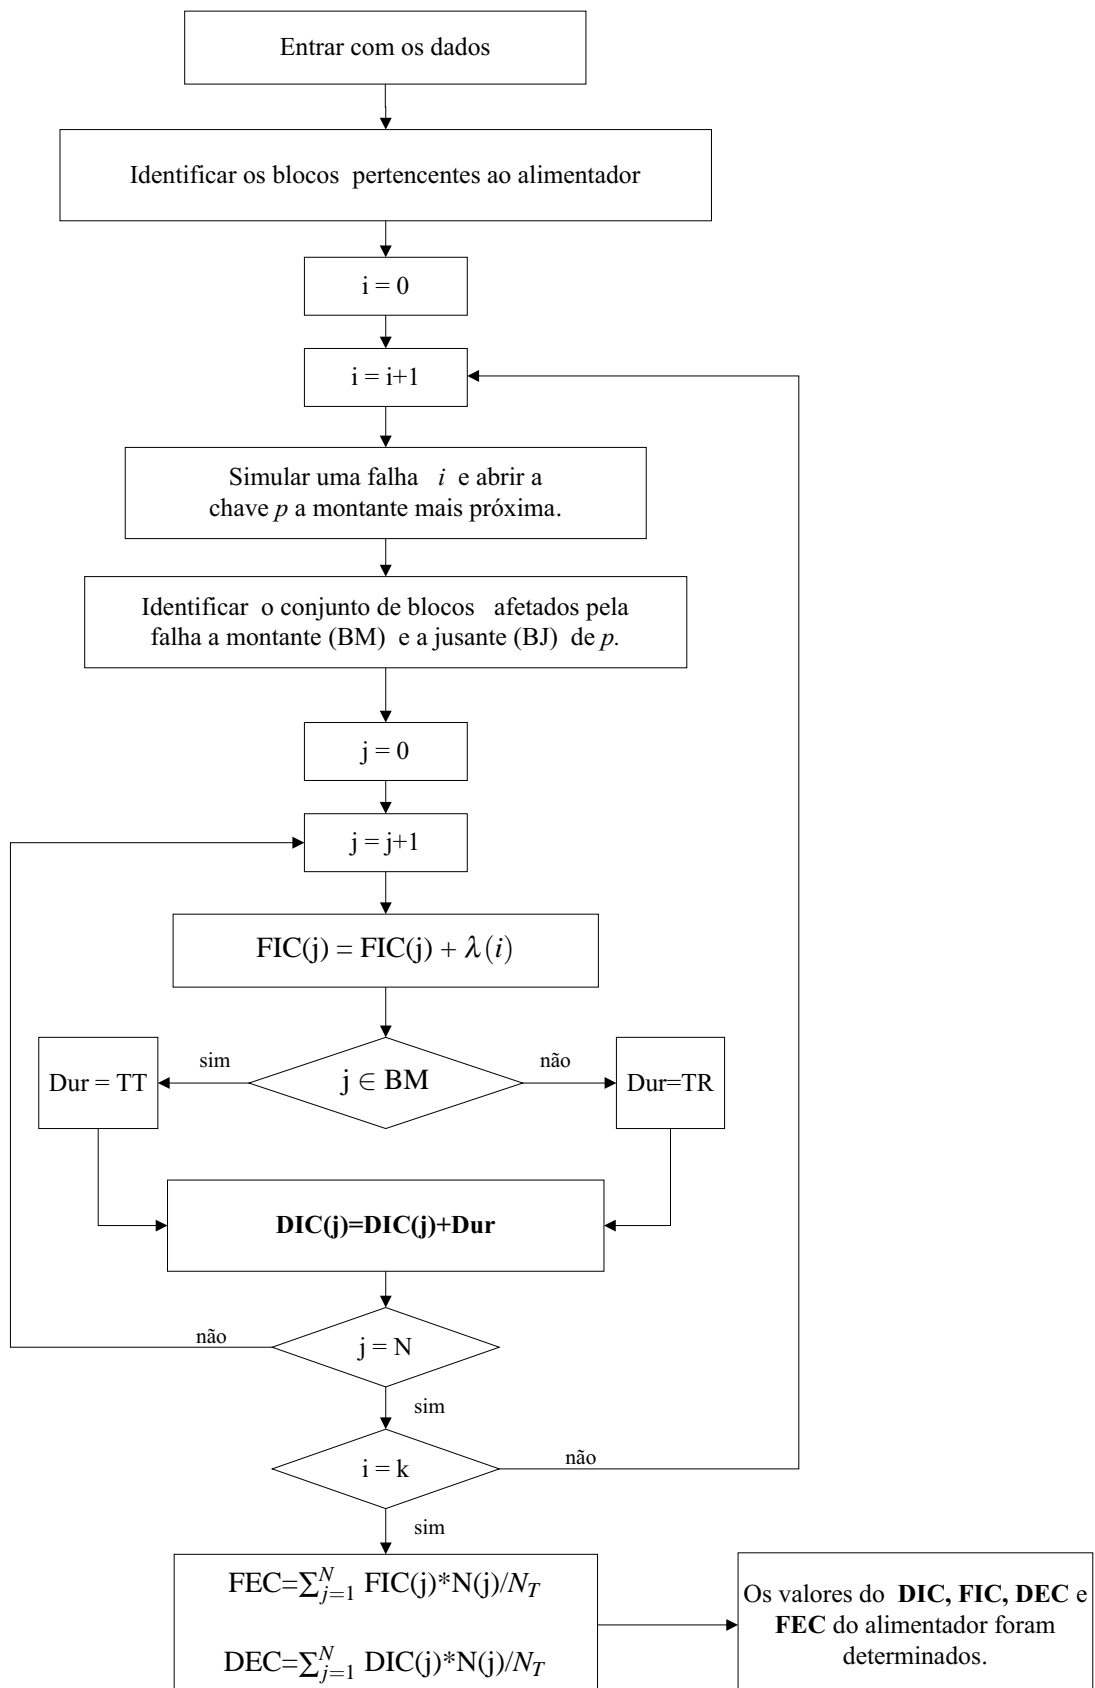 Entrar com os dados
Identificar os blocos pertencentes ao alimentador
i = 0
i = i+1
Simular uma falha i e abrir a
chave p a montante mais próxima.
Identificar o conjunto de blocos afetados pela
falha a montante (BM) e a jusante (BJ) de p.
j = 0
j = j+1
FIC(j) = FIC(j) + λ(i)
sim
não
Dur = TT
j ∈ BM
Dur=TR
DIC(j)=DIC(j)+Dur
não
j = N
sim
não
i = k
sim
FEC=∑_{j=1}^{N} FIC(j)*N(j)/N_T
DEC=∑_{j=1}^{N} DIC(j)*N(j)/N_T
Os valores do DIC, FIC, DEC e
FEC do alimentador foram
determinados.